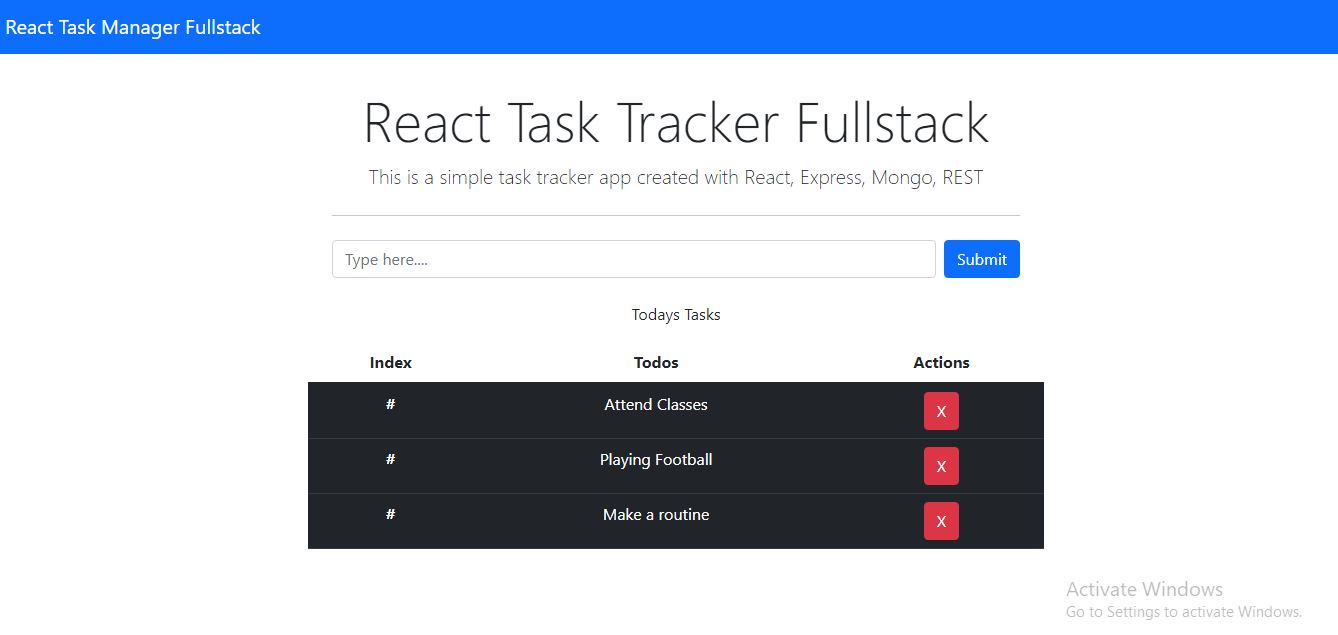 React Task Manager Fullstack
React Task Tracker Fullstack
This is a simple task tracker app created with React, Express, Mongo, REST
Type here....
Submit
Todays Tasks
Index Todos Actions
# Attend Classes X
# Playing Football X
# Make a routine X
Activate Windows
Go to Settings to activate Windows.